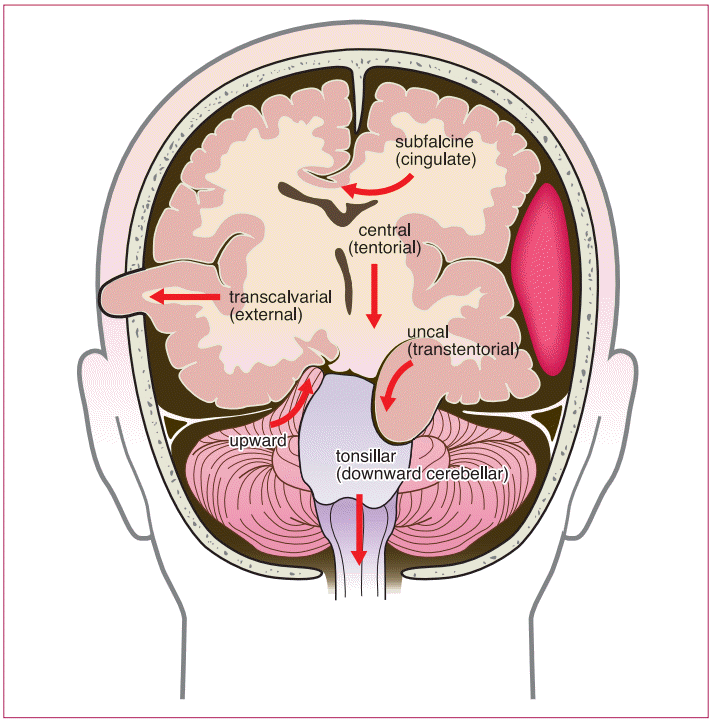 subfalcine
(cingulate)
central
(tentorial)
transcalvarial
(external)
uncal
(transtentorial)
upward
tonsillar
(downward cerebellar)